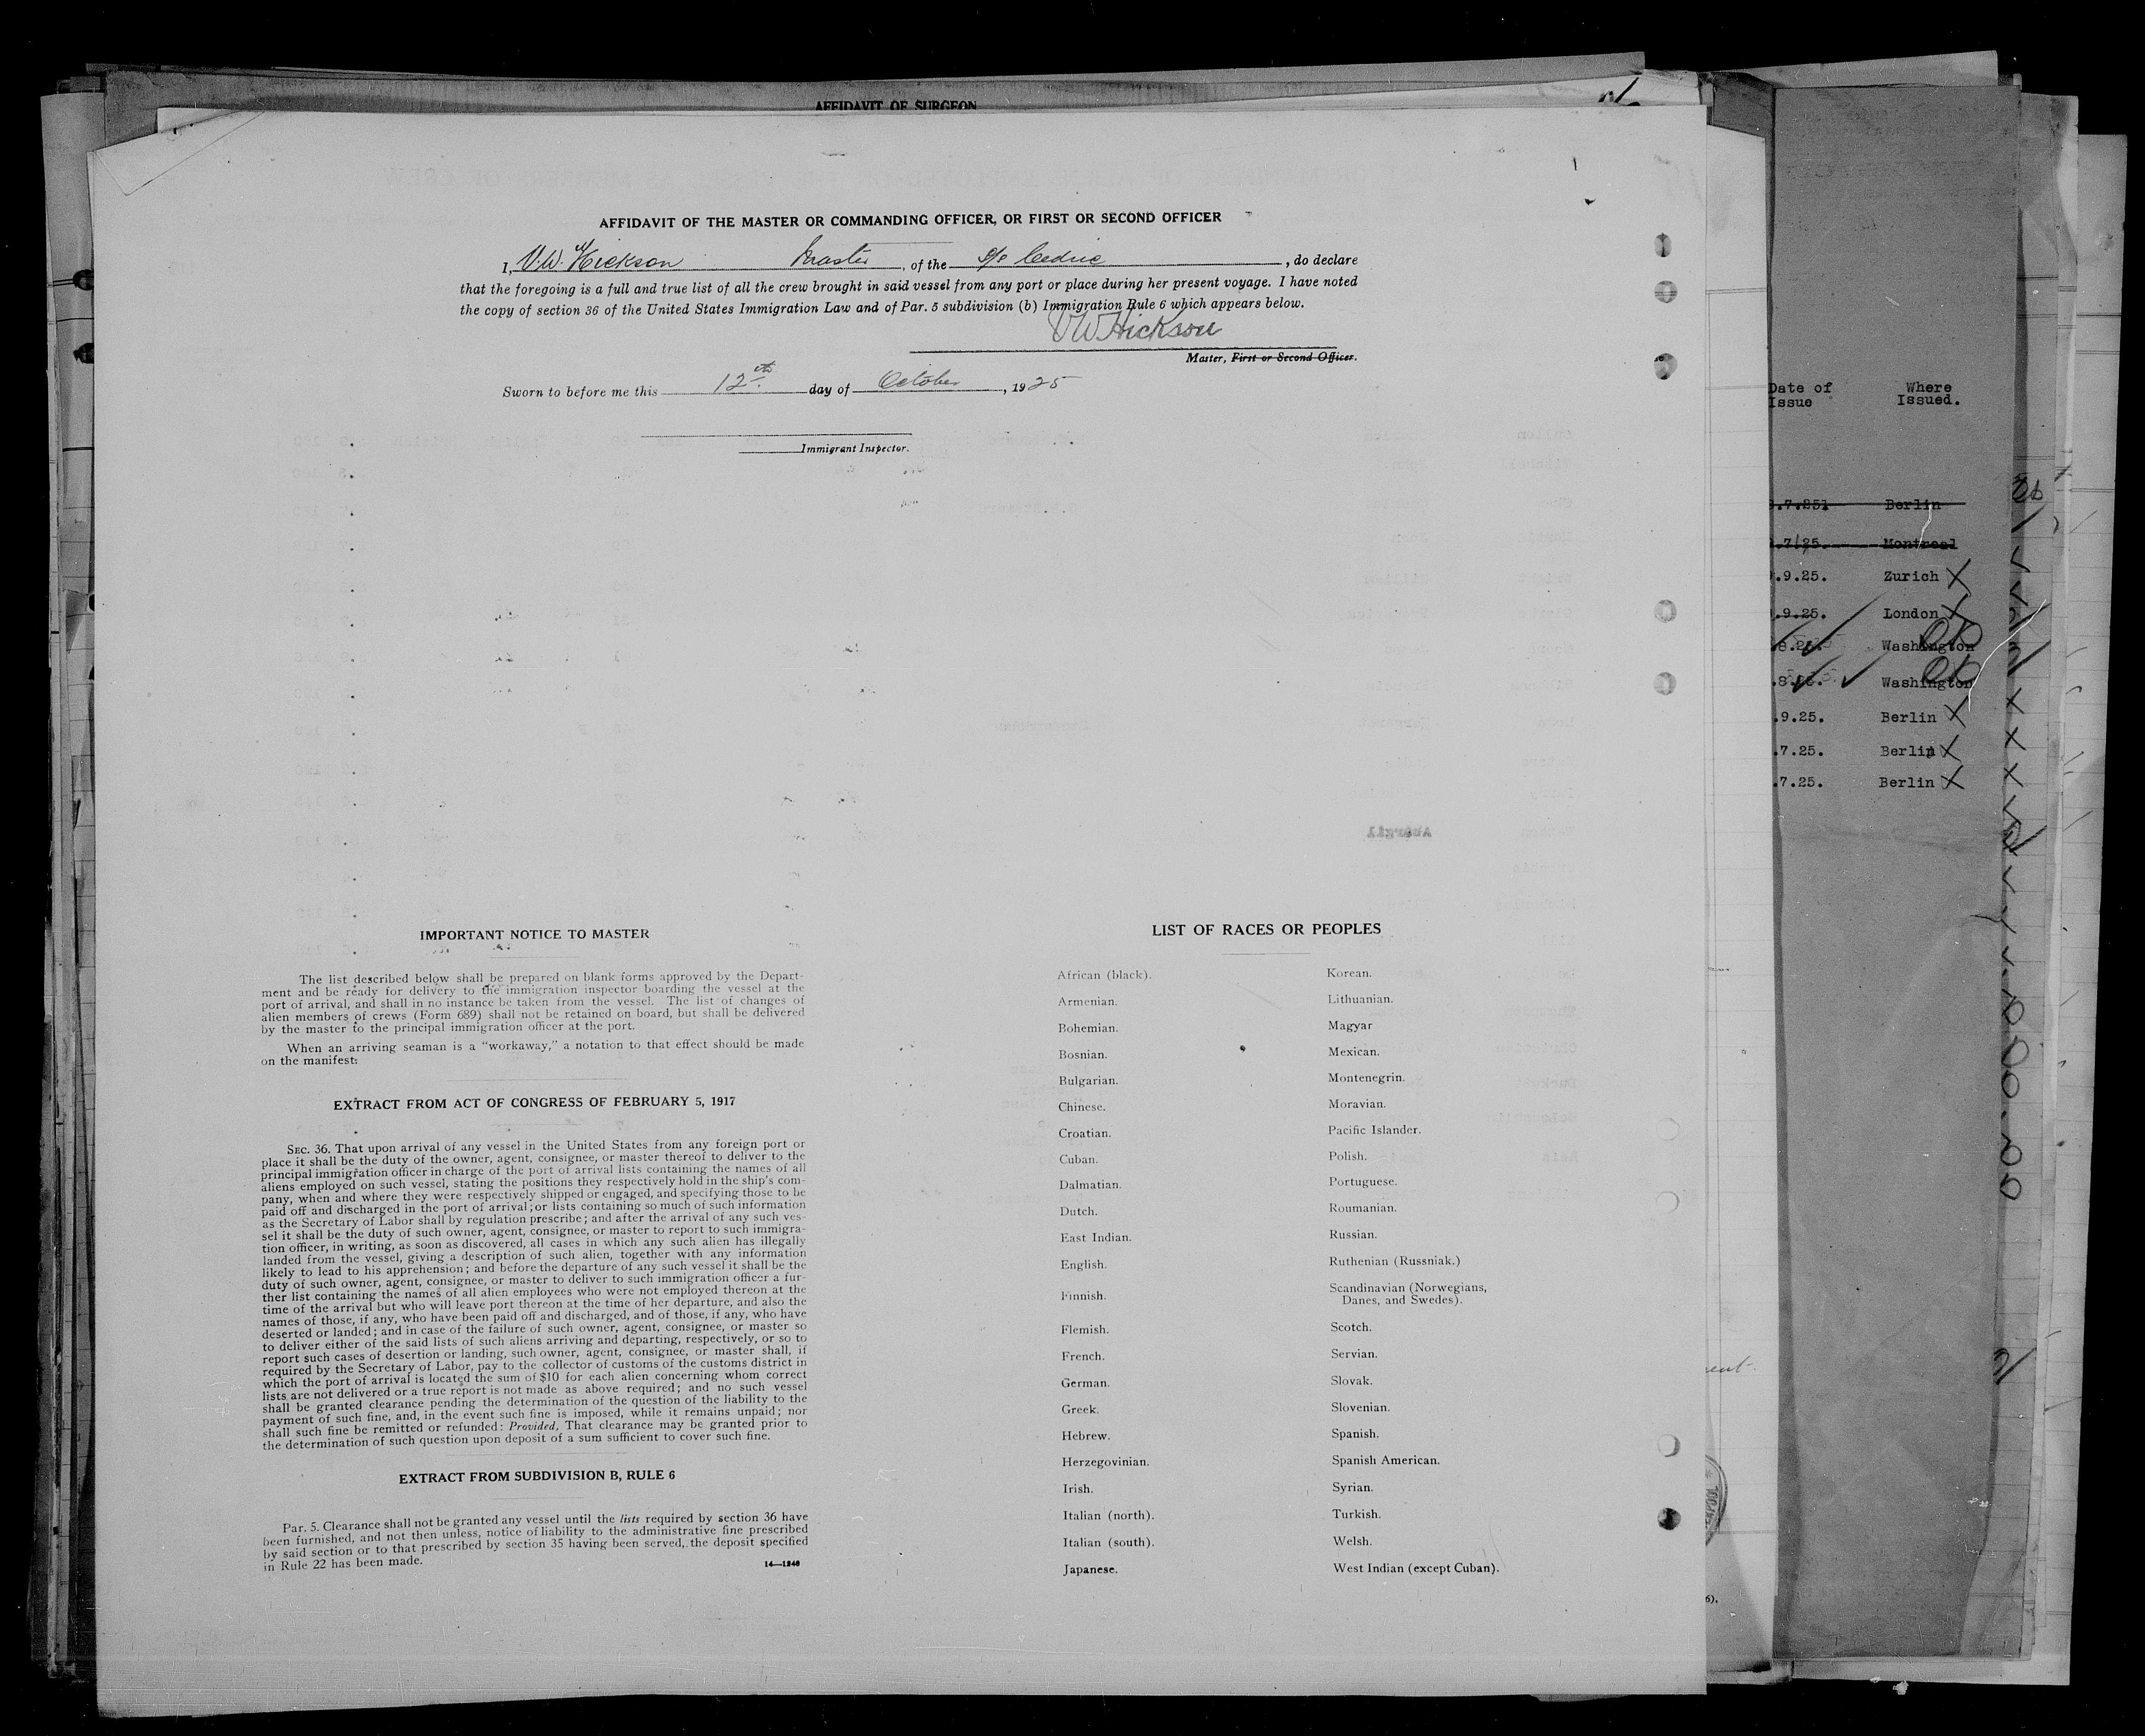 AFFIDAVIT OF SURGEON
AFFIDAVIT OF THE MASTER OR COMMANDING OFFICER, OR FIRST OR SECOND OFFICER
I, V.W. Hickson Master, of the S/S Cedric, do declare
that the foregoing is a full and true list of all the crew brought in said vessel from any port or place during her present voyage. I have noted
the copy of section 36 of the United States Immigration Law and of Par. 5 subdivision (b) Immigration Rule 6 which appears below.
V W Hickson
Master, First or Second Officer.
Sworn to before me this 12th day of October, 1925
Immigrant Inspector.
IMPORTANT NOTICE TO MASTER
The list described below shall be prepared on blank forms approved by the Depart-
ment and be ready for delivery to the immigration inspector boarding the vessel at the
port of arrival, and shall in no instance be taken from the vessel. The list of changes of
alien members of crews (Form 689) shall not be retained on board, but shall be delivered
by the master to the principal immigration officer at the port.
When an arriving seaman is a "workaway," a notation to that effect should be made
on the manifest.
EXTRACT FROM ACT OF CONGRESS OF FEBRUARY 5, 1917
SEC. 36. That upon arrival of any vessel in the United States from any foreign port or
place it shall be the duty of the owner, agent, consignee, or master thereof to deliver to the
principal immigration officer in charge of the port of arrival lists containing the names of all
aliens employed on such vessel, stating the positions they respectively hold in the ship's com-
pany, when and where they were respectively shipped or engaged, and specifying those to be
paid off and discharged in the port of arrival; or lists containing so much of such information
as the Secretary of Labor shall by regulation prescribe; and after the arrival of any such ves-
sel it shall be the duty of such owner, agent, consignee, or master to report to such immigra-
tion officer, in writing, as soon as discovered, all cases in which any such alien has illegally
landed from the vessel, giving a description of such alien, together with any information
likely to lead to his apprehension; and before the departure of any such vessel it shall be the
duty of such owner, agent, consignee, or master to deliver to such immigration officer a fur-
ther list containing the names of all alien employees who were not employed thereon at the
time of the arrival but who will leave port thereon at the time of her departure, and also the
names of those, if any, who have been paid off and discharged, and of those, if any, who have
deserted or landed; and in case of the failure of such owner, agent, consignee, or master so
to deliver either of the said lists of such aliens arriving and departing, respectively, or so to
report such cases of desertion or landing, such owner, agent, consignee, or master shall, if
required by the Secretary of Labor, pay to the collector of customs of the customs district in
which the port of arrival is located the sum of $10 for each alien concerning whom correct
lists are not delivered or a true report is not made as above required; and no such vessel
shall be granted clearance pending the determination of the question of the liability to the
payment of such fine, and, in the event such fine is imposed, while it remains unpaid; nor
shall such fine be remitted or refunded: Provided, That clearance may be granted prior to
the determination of such question upon deposit of a sum sufficient to cover such fine.
EXTRACT FROM SUBDIVISION B, RULE 6
Par. 5. Clearance shall not be granted any vessel until the lists required by section 36 have
been furnished, and not then unless, notice of liability to the administrative fine prescribed
by said section or to that prescribed by section 35 having been served, the deposit specified
in Rule 22 has been made.
14—1240
LIST OF RACES OR PEOPLES
African (black).
Armenian.
Bohemian.
Bosnian.
Bulgarian.
Chinese.
Croatian.
Cuban.
Dalmatian.
Dutch.
East Indian.
English.
Finnish.
Flemish.
French.
German.
Greek.
Hebrew.
Herzegovinian.
Irish.
Italian (north).
Italian (south).
Japanese.
Korean.
Lithuanian.
Magyar
Mexican.
Montenegrin.
Moravian.
Pacific Islander.
Polish.
Portuguese.
Roumanian.
Russian.
Ruthenian (Russniak.)
Scandinavian (Norwegians,
Danes, and Swedes).
Scotch.
Servian.
Slovak.
Slovenian.
Spanish.
Spanish American.
Syrian.
Turkish.
Welsh.
West Indian (except Cuban).
Date of Where
Issue Issued.
.7.25 Berlin
.7.25. Montreal
.9.25. Zurich X
.9.25. London X
Washington
Washington
.9.25. Berlin X
.7.25. Berlin X
.7.25. Berlin X